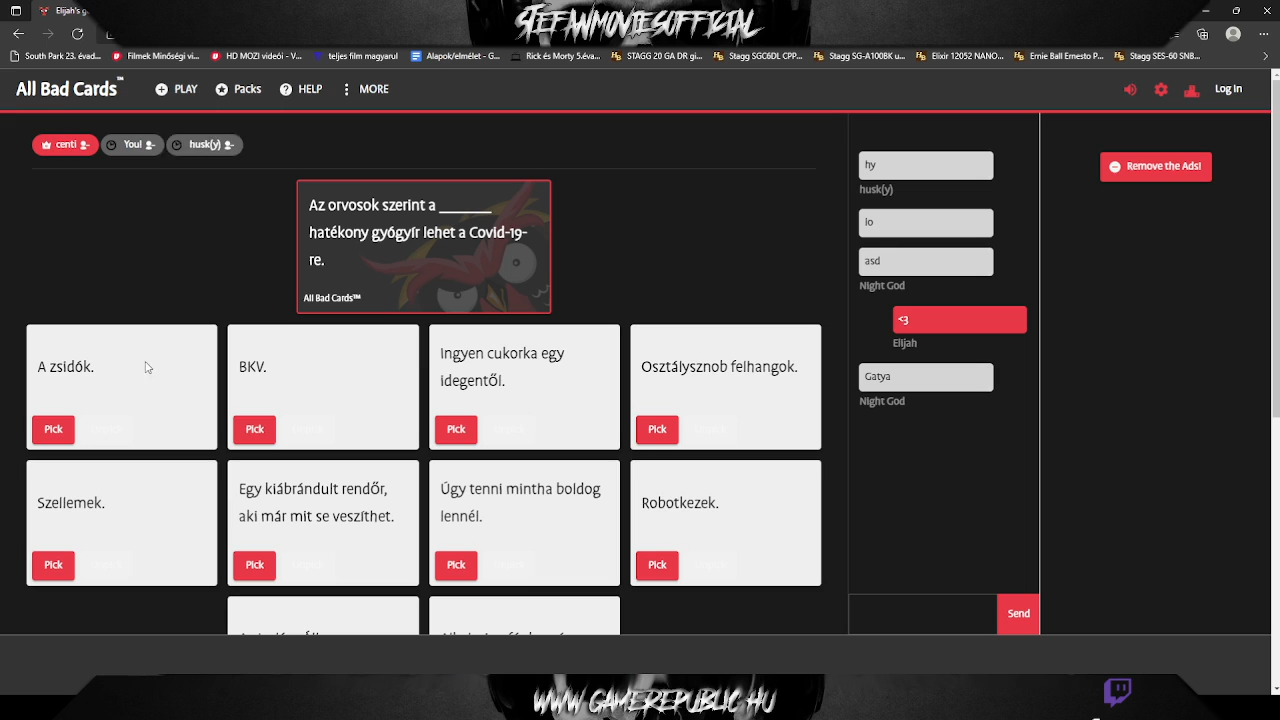 STEFANMOVIESOFFICIAL
Elijah's g
South Park 23. évad...
Filmek Minőségi vi...
HD MOZI videói - V...
teljes film magyarul
Alapok/elmélet - G...
Rick és Morty 5.éva...
STAGG 20 GA DR gi...
Stagg SGC6DL CPP...
Stagg SG-A100BK u...
Elixir 12052 NANO...
Ernie Ball Ernesto P...
Stagg SES-60 SNB...
All Bad Cards™
PLAY
Packs
HELP
MORE
Log In
centi
You!
husk(y)
Az orvosok szerint a _______
hatékony gyógyír lehet a Covid-19-
re.
All Bad Cards™
A zsidók.
Pick
BKV.
Pick
Ingyen cukorka egy
idegentől.
Pick
Osztálysznob felhangok.
Pick
Szellemek.
Pick
Egy kiábrándult rendőr,
aki már mit se veszíthet.
Pick
Úgy tenni mintha boldog
lennél.
Pick
Robotkezek.
Pick
hy
husk(y)
lo
asd
Night God
<3
Elijah
Gatya
Night God
Send
Remove the Ads!
WWW GAMEREPUBLIC HU